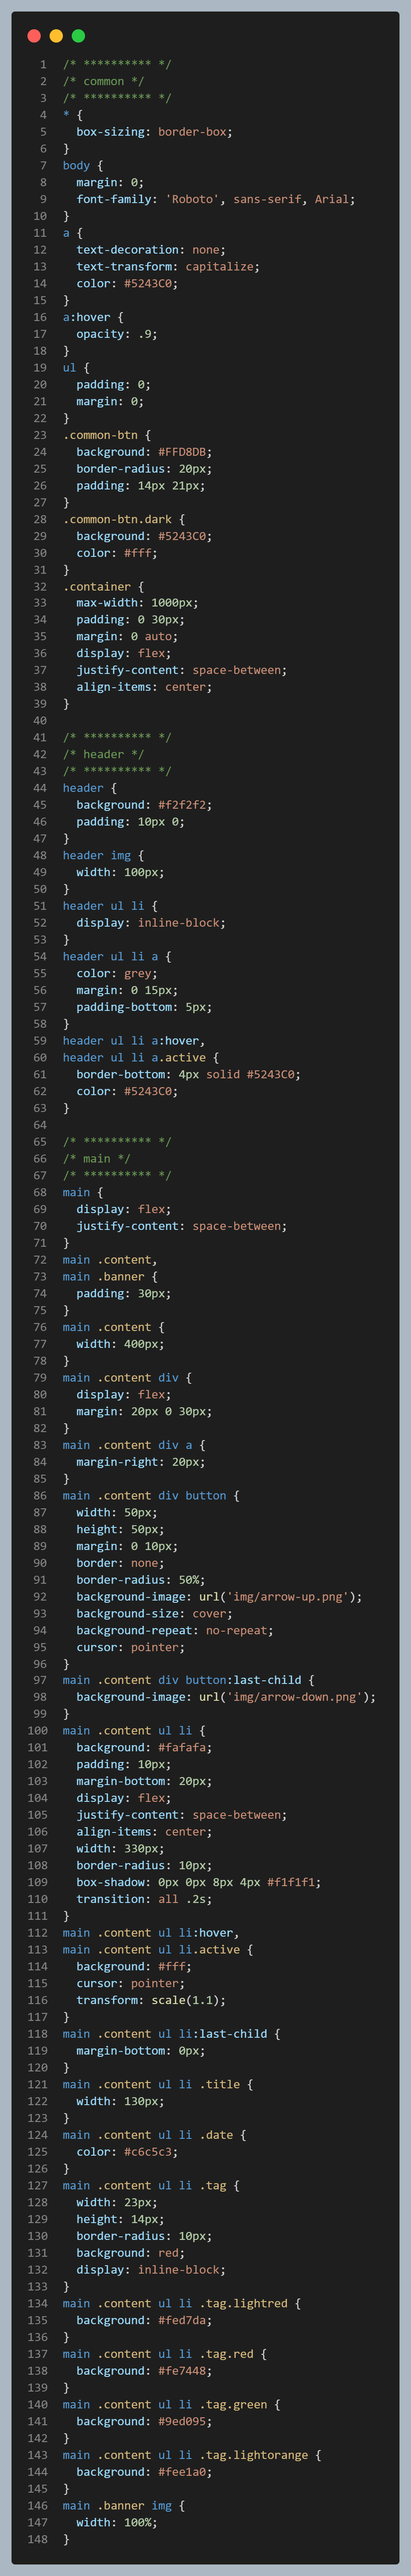 1 /* ********** */
2 /* common */
3 /* ********** */
4 * {
5   box-sizing: border-box;
6 }
7 body {
8   margin: 0;
9   font-family: 'Roboto', sans-serif, Arial;
10 }
11 a {
12   text-decoration: none;
13   text-transform: capitalize;
14   color: #5243C0;
15 }
16 a:hover {
17   opacity: .9;
18 }
19 ul {
20   padding: 0;
21   margin: 0;
22 }
23 .common-btn {
24   background: #FFD8DB;
25   border-radius: 20px;
26   padding: 14px 21px;
27 }
28 .common-btn.dark {
29   background: #5243C0;
30   color: #fff;
31 }
32 .container {
33   max-width: 1000px;
34   padding: 0 30px;
35   margin: 0 auto;
36   display: flex;
37   justify-content: space-between;
38   align-items: center;
39 }
40
41 /* ********** */
42 /* header */
43 /* ********** */
44 header {
45   background: #f2f2f2;
46   padding: 10px 0;
47 }
48 header img {
49   width: 100px;
50 }
51 header ul li {
52   display: inline-block;
53 }
54 header ul li a {
55   color: grey;
56   margin: 0 15px;
57   padding-bottom: 5px;
58 }
59 header ul li a:hover,
60 header ul li a.active {
61   border-bottom: 4px solid #5243C0;
62   color: #5243C0;
63 }
64
65 /* ********** */
66 /* main */
67 /* ********** */
68 main {
69   display: flex;
70   justify-content: space-between;
71 }
72 main .content,
73 main .banner {
74   padding: 30px;
75 }
76 main .content {
77   width: 400px;
78 }
79 main .content div {
80   display: flex;
81   margin: 20px 0 30px;
82 }
83 main .content div a {
84   margin-right: 20px;
85 }
86 main .content div button {
87   width: 50px;
88   height: 50px;
89   margin: 0 10px;
90   border: none;
91   border-radius: 50%;
92   background-image: url('img/arrow-up.png');
93   background-size: cover;
94   background-repeat: no-repeat;
95   cursor: pointer;
96 }
97 main .content div button:last-child {
98   background-image: url('img/arrow-down.png');
99 }
100 main .content ul li {
101   background: #fafafa;
102   padding: 10px;
103   margin-bottom: 20px;
104   display: flex;
105   justify-content: space-between;
106   align-items: center;
107   width: 330px;
108   border-radius: 10px;
109   box-shadow: 0px 0px 8px 4px #f1f1f1;
110   transition: all .2s;
111 }
112 main .content ul li:hover,
113 main .content ul li.active {
114   background: #fff;
115   cursor: pointer;
116   transform: scale(1.1);
117 }
118 main .content ul li:last-child {
119   margin-bottom: 0px;
120 }
121 main .content ul li .title {
122   width: 130px;
123 }
124 main .content ul li .date {
125   color: #c6c5c3;
126 }
127 main .content ul li .tag {
128   width: 23px;
129   height: 14px;
130   border-radius: 10px;
131   background: red;
132   display: inline-block;
133 }
134 main .content ul li .tag.lightred {
135   background: #fed7da;
136 }
137 main .content ul li .tag.red {
138   background: #fe7448;
139 }
140 main .content ul li .tag.green {
141   background: #9ed095;
142 }
143 main .content ul li .tag.lightorange {
144   background: #fee1a0;
145 }
146 main .banner img {
147   width: 100%;
148 }